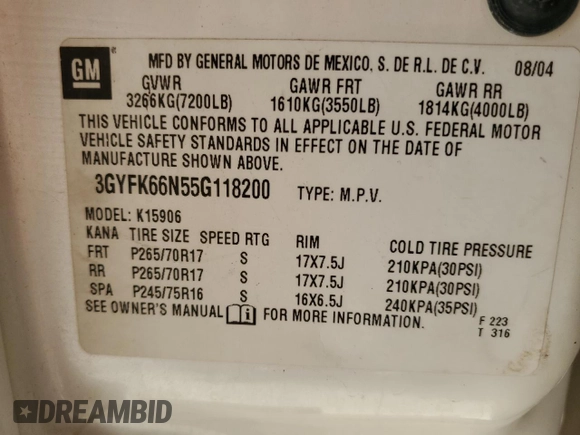 GM ®
MFD BY GENERAL MOTORS DE MEXICO, S. DE R.L. DE C.V. 08/04
GVWR GAWR FRT GAWR RR
3266KG(7200LB) 1610KG(3550LB) 1814KG(4000LB)
THIS VEHICLE CONFORMS TO ALL APPLICABLE U.S. FEDERAL MOTOR
VEHICLE SAFETY STANDARDS IN EFFECT ON THE DATE OF
MANUFACTURE SHOWN ABOVE.
3GYFK66N55G118200 TYPE: M.P.V.
MODEL: K15906
KANA TIRE SIZE SPEED RTG RIM COLD TIRE PRESSURE
FRT P265/70R17 S 17X7.5J 210KPA(30PSI)
RR P265/70R17 S 17X7.5J 210KPA(30PSI)
SPA P245/75R16 S 16X6.5J 240KPA(35PSI)
SEE OWNER'S MANUAL i FOR MORE INFORMATION.
F 223
T 316
DREAMBID